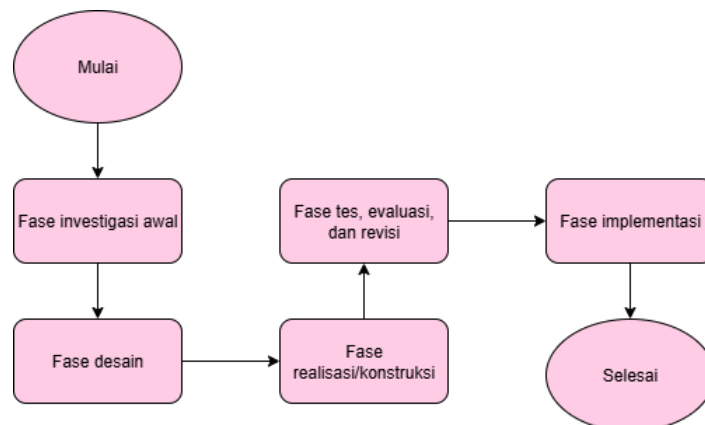 Mulai
Fase investigasi awal
Fase desain
Fase
realisasi/konstruksi
Fase tes, evaluasi,
dan revisi
Fase implementasi
Selesai